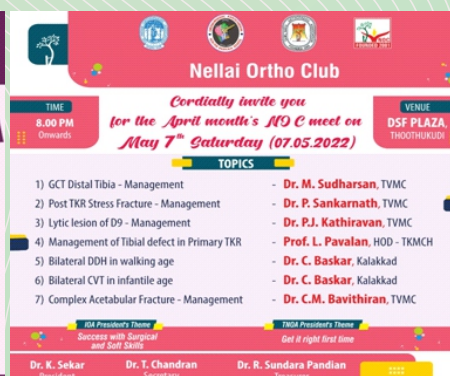 Nellai Ortho Club
Cordially invite you
for the April month's NOC meet on
May 7th Saturday (07.05.2022)
TIME
8.00 PM
Onwards
VENUE
DSF PLAZA,
THOOTHUKUDI
TOPICS
1) GCT Distal Tibia - Management - Dr. M. Sudharsan, TVMC
2) Post TKR Stress Fracture - Management - Dr. P. Sankarnath, TVMC
3) Lytic lesion of D9 - Management - Dr. P.J. Kathiravan, TVMC
4) Management of Tibial defect in Primary TKR - Prof. L. Pavalan, HOD - TKMCH
5) Bilateral DDH in walking age - Dr. C. Baskar, Kalakkad
6) Bilateral CVT in infantile age - Dr. C. Baskar, Kalakkad
7) Complex Acetabular Fracture - Management - Dr. C.M. Bavithiran, TVMC
IOA President's Theme
Success with Surgical
and Soft Skills
TNOA President's Theme
Get it right first time
Dr. K. Sekar Dr. T. Chandran Dr. R. Sundara Pandian
President Secretary Treasurer